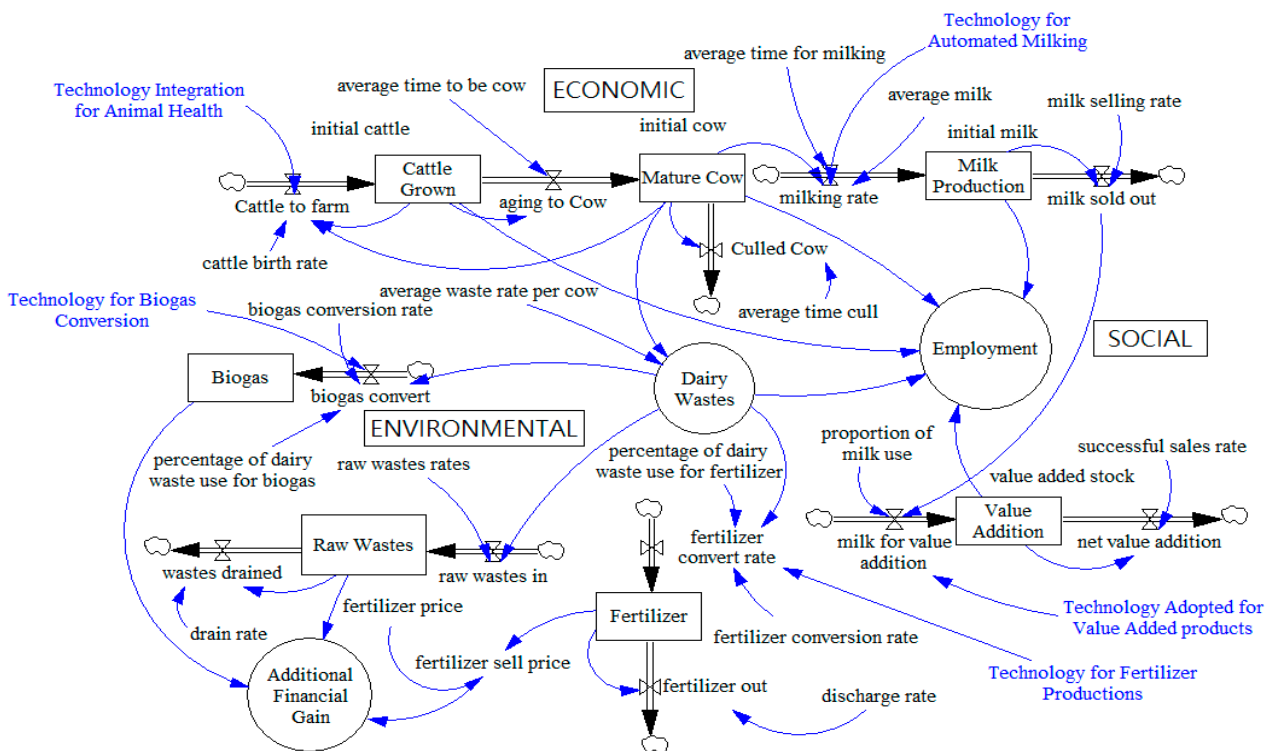 Technology for
Automated Milking
average time for milking
ECONOMIC
average time to be cow
Technology Integration
for Animal Health
average milk
milk selling rate
initial cattle
initial cow
initial milk
Cattle
Grown
Mature Cow
Milk
Production
Cattle to farm
aging to Cow
milking rate
milk sold out
Culled Cow
cattle birth rate
average time cull
Technology for Biogas
Conversion
biogas conversion rate
average waste rate per cow
SOCIAL
Employment
Biogas
biogas convert
Dairy
Wastes
ENVIRONMENTAL
percentage of dairy
waste use for biogas
raw wastes rates
percentage of dairy
waste use for fertilizer
proportion of
milk use
successful sales rate
value added stock
Value
Addition
milk for value
addition
net value addition
Raw Wastes
wastes drained
raw wastes in
fertilizer
convert rate
drain rate
fertilizer price
Fertilizer
fertilizer conversion rate
Technology Adopted for
Value Added products
fertilizer sell price
Additional
Financial
Gain
fertilizer out
discharge rate
Technology for Fertilizer
Productions